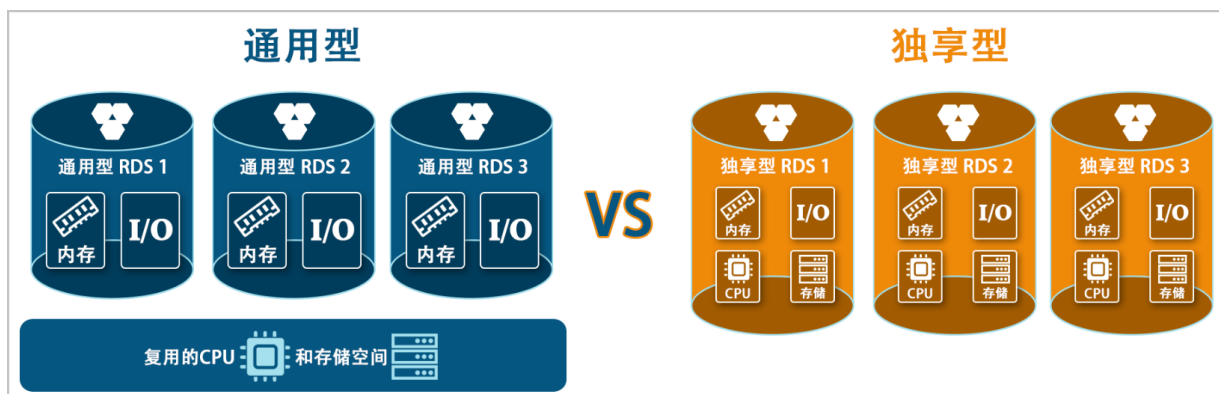 通用型
独享型
通用型 RDS 1
通用型 RDS 2
通用型 RDS 3
内存
I/O
内存
I/O
内存
I/O
复用的CPU
和存储空间
VS
独享型 RDS 1
独享型 RDS 2
独享型 RDS 3
内存
I/O
内存
I/O
内存
I/O
CPU
存储
CPU
存储
CPU
存储